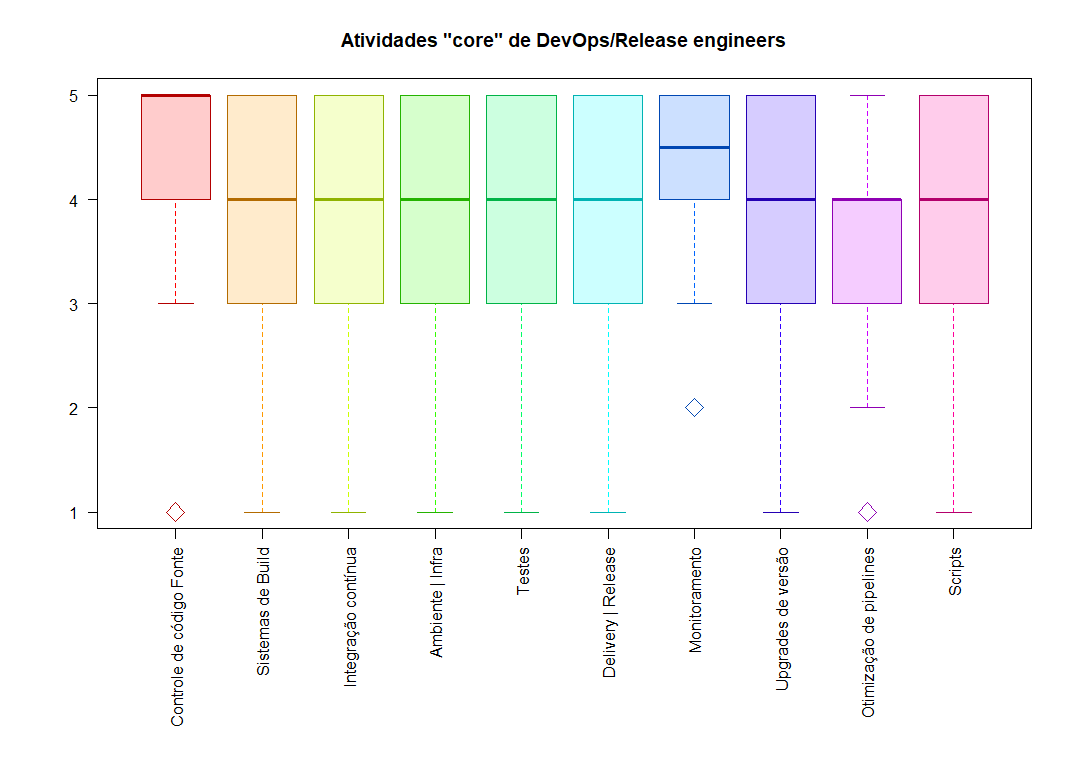 Atividades "core" de DevOps/Release engineers
5
4
3
2
1
Controle de código Fonte
Sistemas de Build
Integração contínua
Ambiente | Infra
Testes
Delivery | Release
Monitoramento
Upgrades de versão
Otimização de pipelines
Scripts